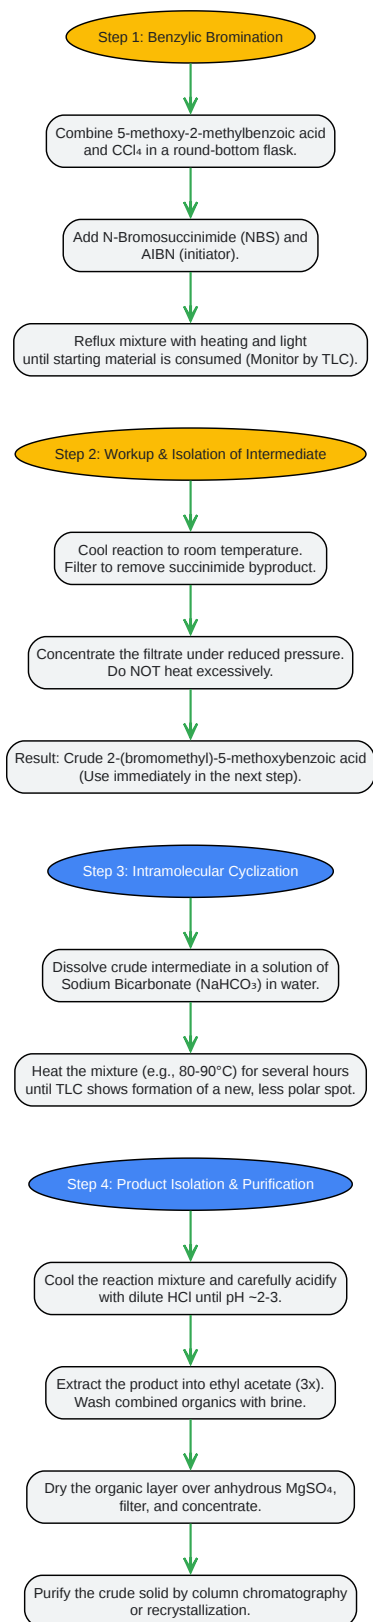 Step 1: Benzylic Bromination
Combine 5-methoxy-2-methylbenzoic acid
and CCl₄ in a round-bottom flask.
Add N-Bromosuccinimide (NBS) and
AIBN (initiator).
Reflux mixture with heating and light
until starting material is consumed (Monitor by TLC).
Step 2: Workup & Isolation of Intermediate
Cool reaction to room temperature.
Filter to remove succinimide byproduct.
Concentrate the filtrate under reduced pressure.
Do NOT heat excessively.
Result: Crude 2-(bromomethyl)-5-methoxybenzoic acid
(Use immediately in the next step).
Step 3: Intramolecular Cyclization
Dissolve crude intermediate in a solution of
Sodium Bicarbonate (NaHCO₃) in water.
Heat the mixture (e.g., 80-90°C) for several hours
until TLC shows formation of a new, less polar spot.
Step 4: Product Isolation & Purification
Cool the reaction mixture and carefully acidify
with dilute HCl until pH ~2-3.
Extract the product into ethyl acetate (3x).
Wash combined organics with brine.
Dry the organic layer over anhydrous MgSO₄,
filter, and concentrate.
Purify the crude solid by column chromatography
or recrystallization.